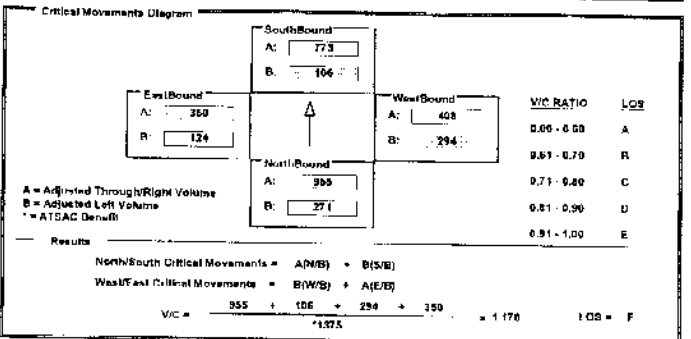 Critical Movements Diagram
SouthBound
A: 773
B: 106
EastBound
A: 350
B: 124
WestBound
A: 408
B: 294
V/C RATIO LOS
0.00 - 0.60 A
0.61 - 0.70 B
0.71 - 0.80 C
0.81 - 0.90 D
0.91 - 1.00 E
NorthBound
A: 955
B: 271
A = Adjusted Through/Right Volume
B = Adjusted Left Volume
* = ATSAC Benefit
Results
North/South Critical Movements = A(N/B) + B(S/B)
West/East Critical Movements = B(W/B) + A(E/B)
V/C = 955 + 106 + 294 + 350 = 1.170 LOS = F
*1375